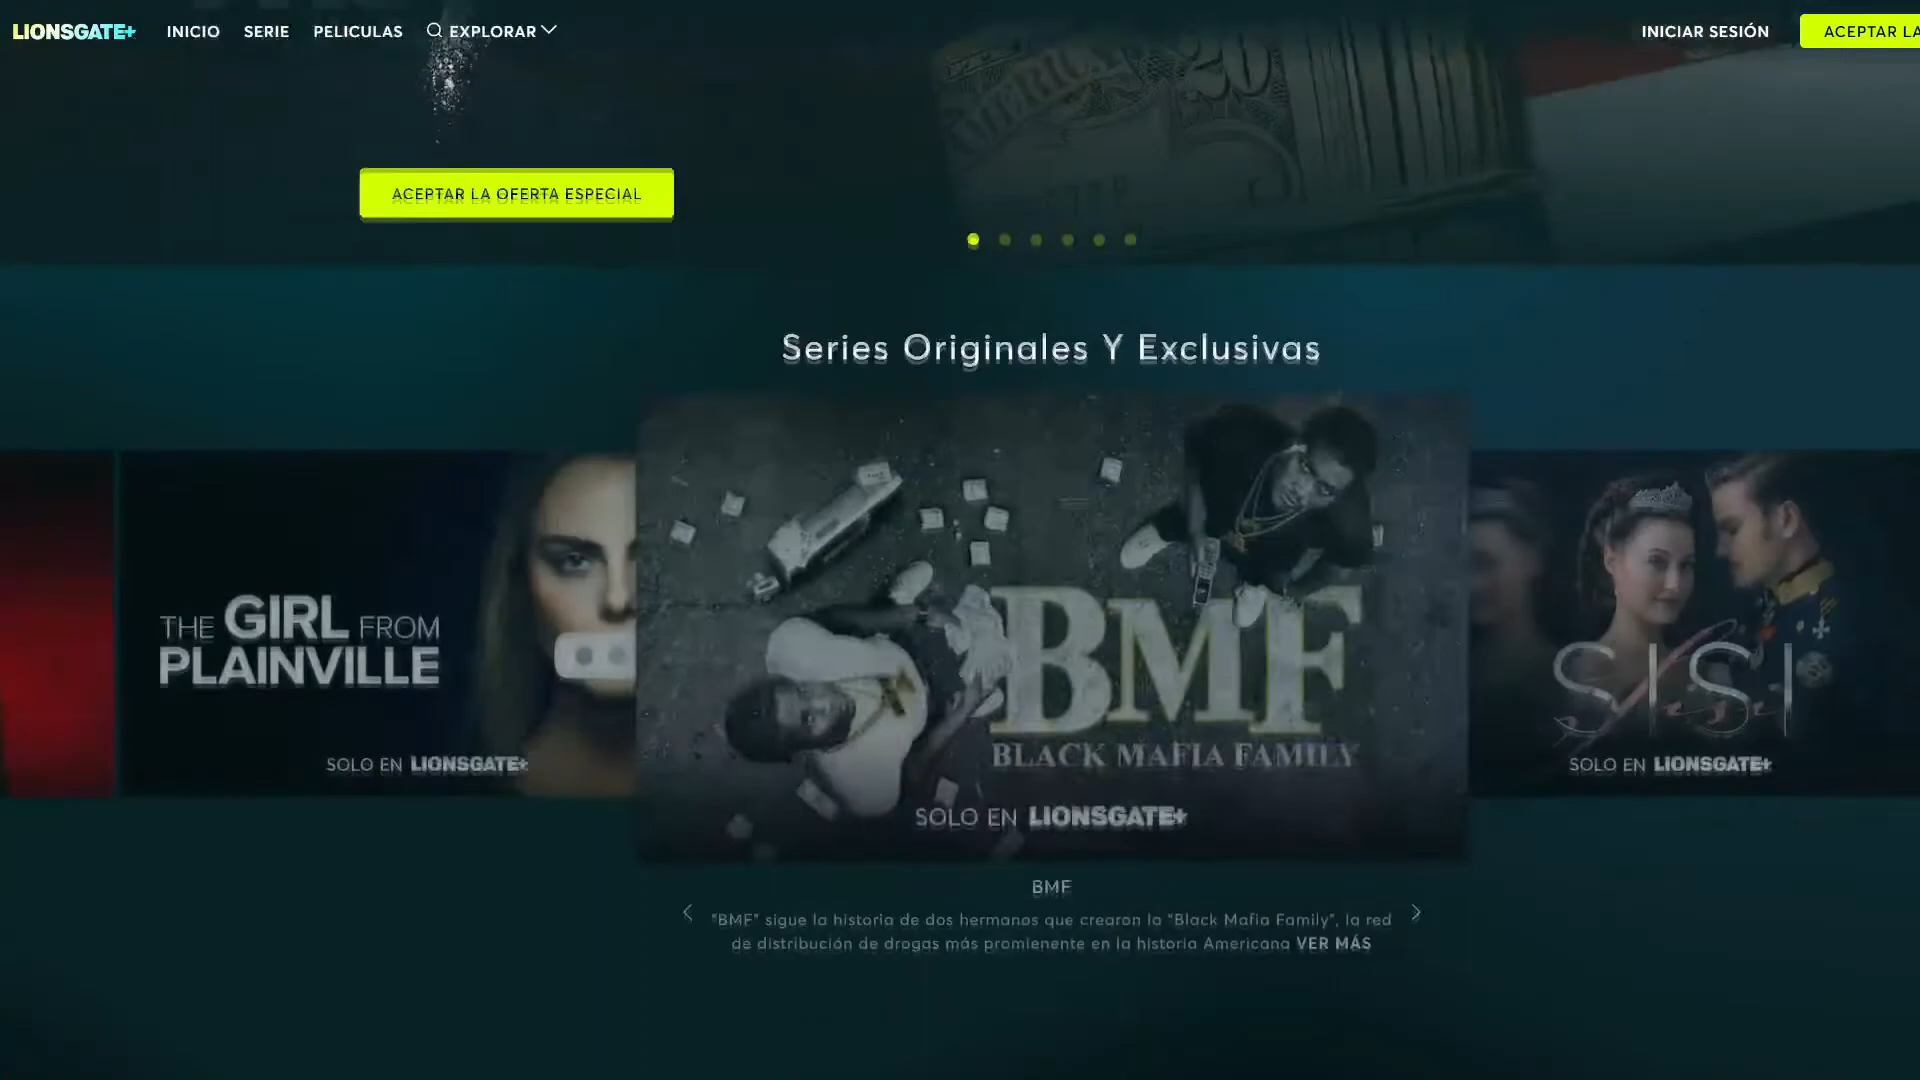 LIONSGATE+
INICIO
SERIE
PELICULAS
EXPLORAR
INICIAR SESIÓN
ACEPTAR LA
20
ACEPTAR LA OFERTA ESPECIAL
Series Originales Y Exclusivas
THE GIRL FROM
PLAINVILLE
SOLO EN LIONSGATE+
BMF
BLACK MAFIA FAMILY
SOLO EN LIONSGATE+
SISI
SOLO EN LIONSGATE+
BMF
"BMF" sigue la historia de dos hermanos que crearon la "Black Mafia Family", la red
de distribución de drogas más promienente en la historia Americana VER MÁS